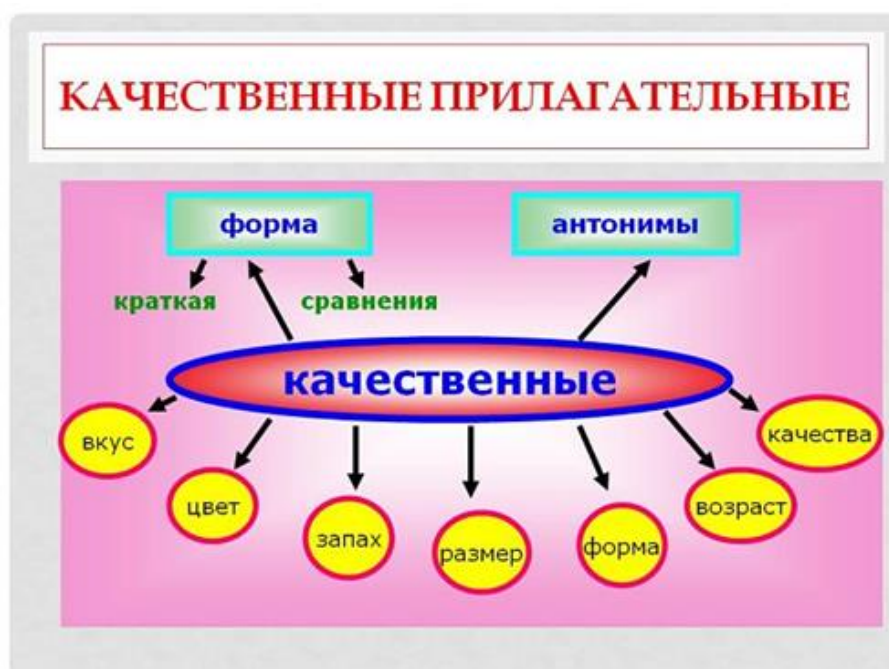 КАЧЕСТВЕННЫЕ ПРИЛАГАТЕЛЬНЫЕ
форма
антонимы
краткая
сравнения
качественные
вкус
цвет
запах
размер
форма
возраст
качества